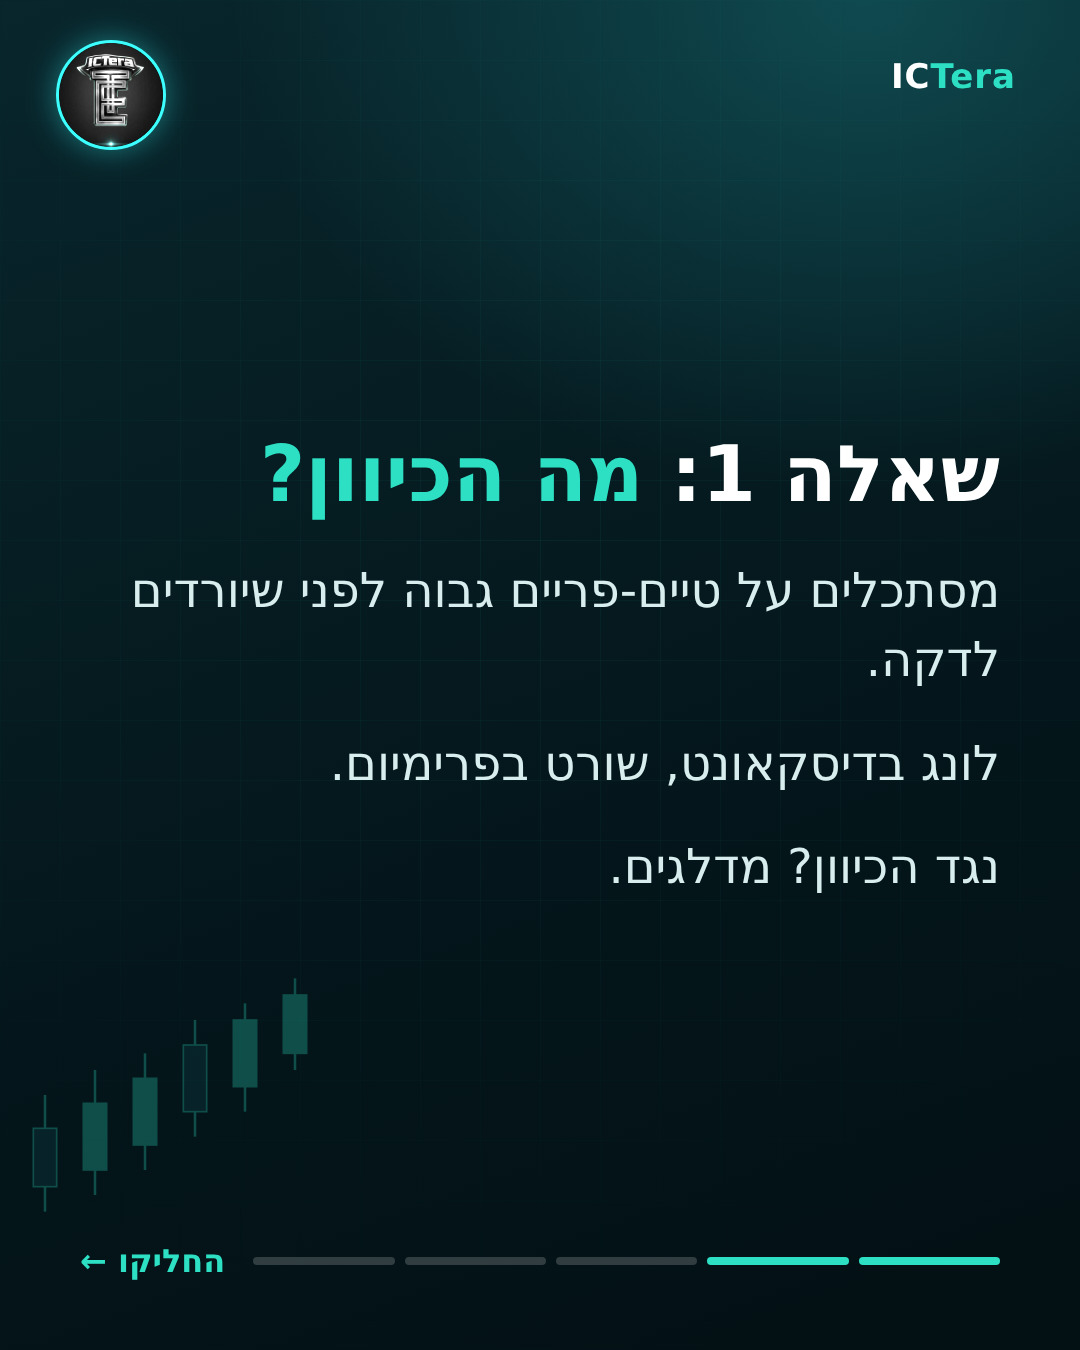 ICTera
ICTera
שאלה 1: מה הכיוון?
מסתכלים על טיים-פריים גבוה לפני שיורדים
לדקה.
לונג בדיסקאונט, שורט בפרימיום.
נגד הכיוון? מדלגים.
החליקו ←